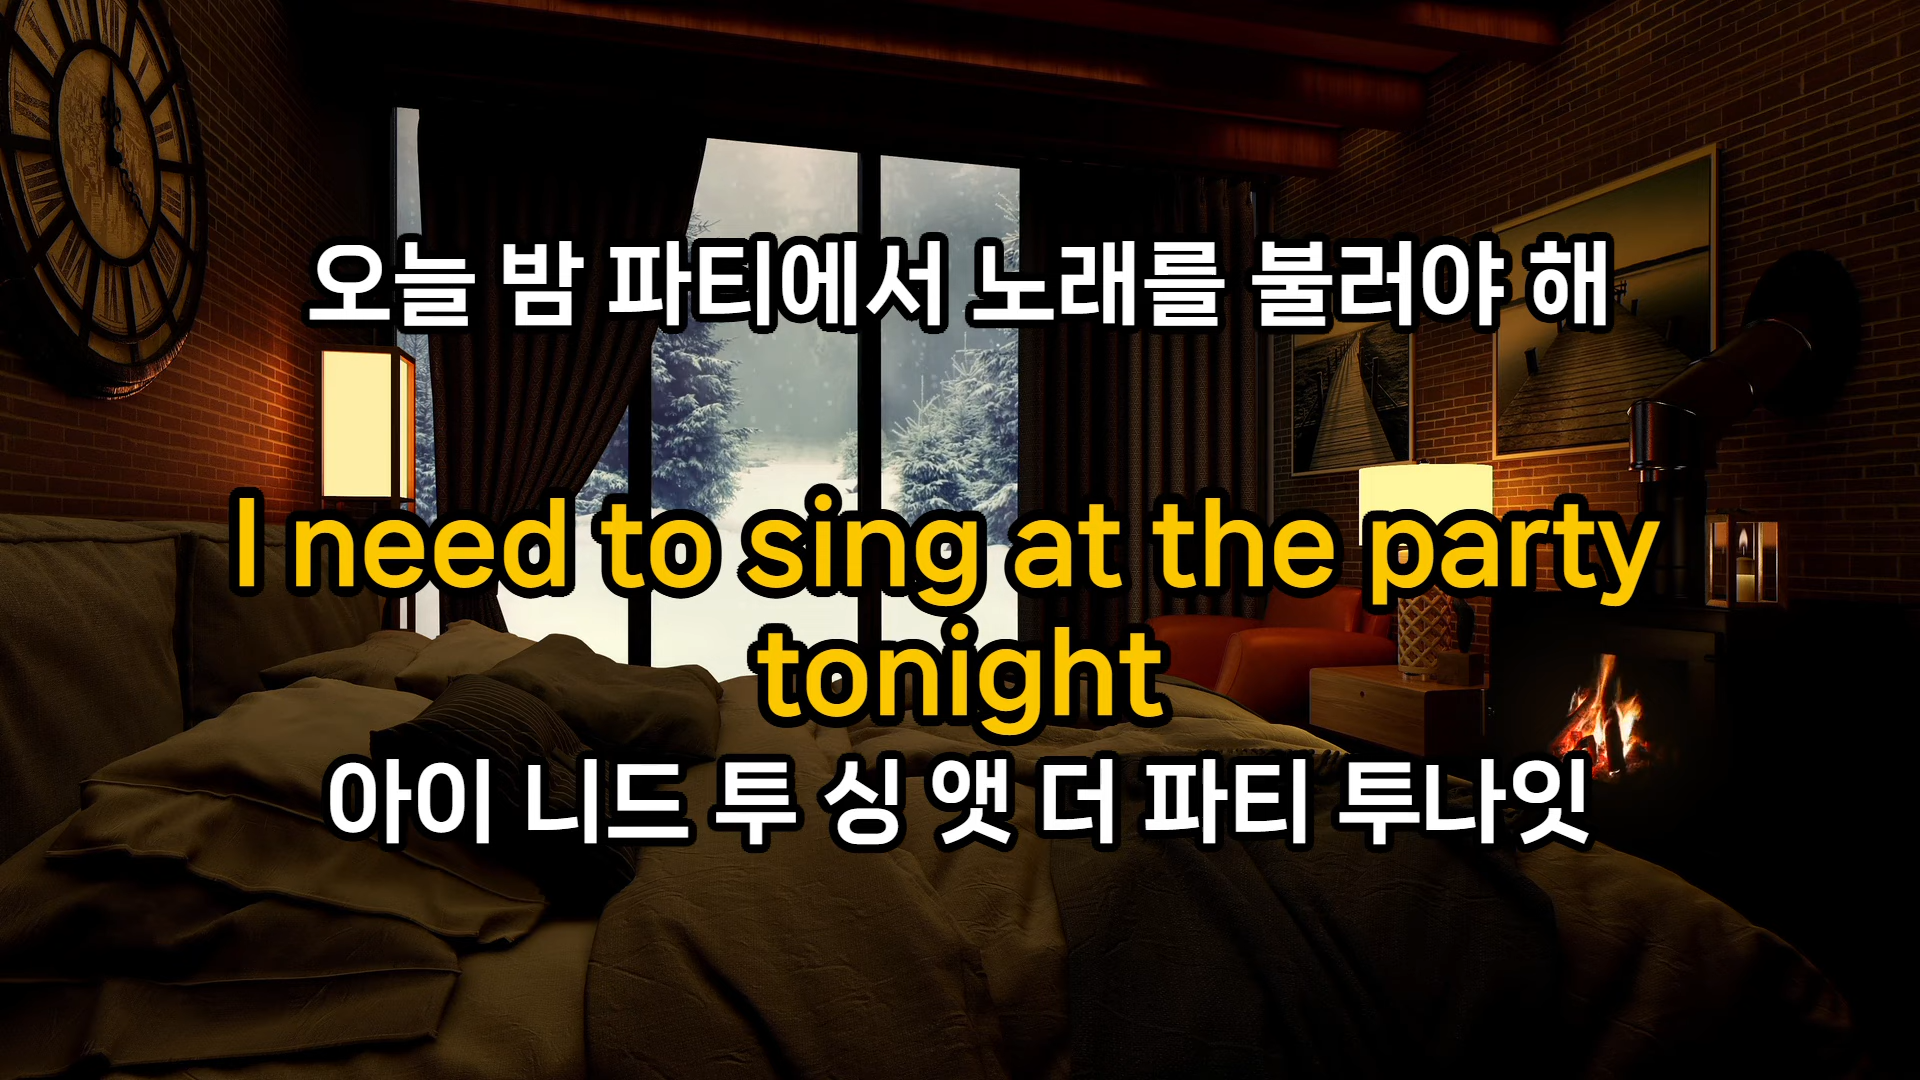 오늘 밤 파티에서 노래를 불러야 해
I need to sing at the party
tonight
아이 니드 투 싱 앳 더 파티 투나잇